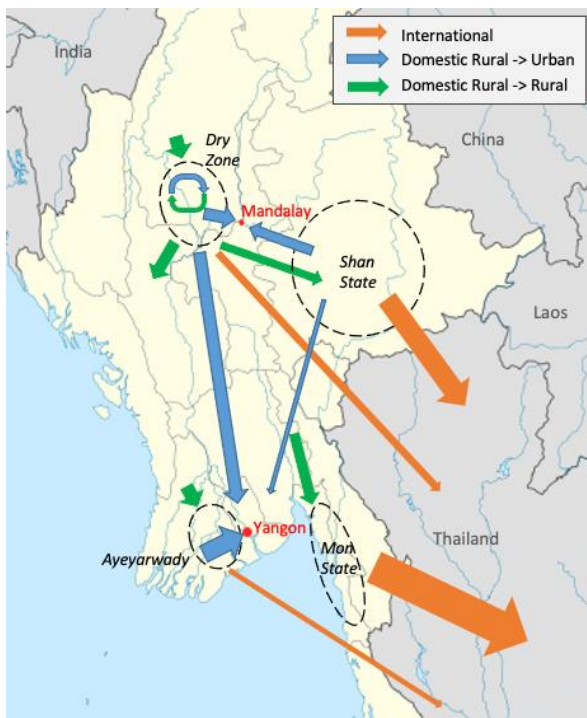 International
Domestic Rural -> Urban
Domestic Rural -> Rural
India
China
Dry
Zone
Mandalay
Shan
State
Laos
Yangon
Ayeyarwady
Mon
State
Thailand